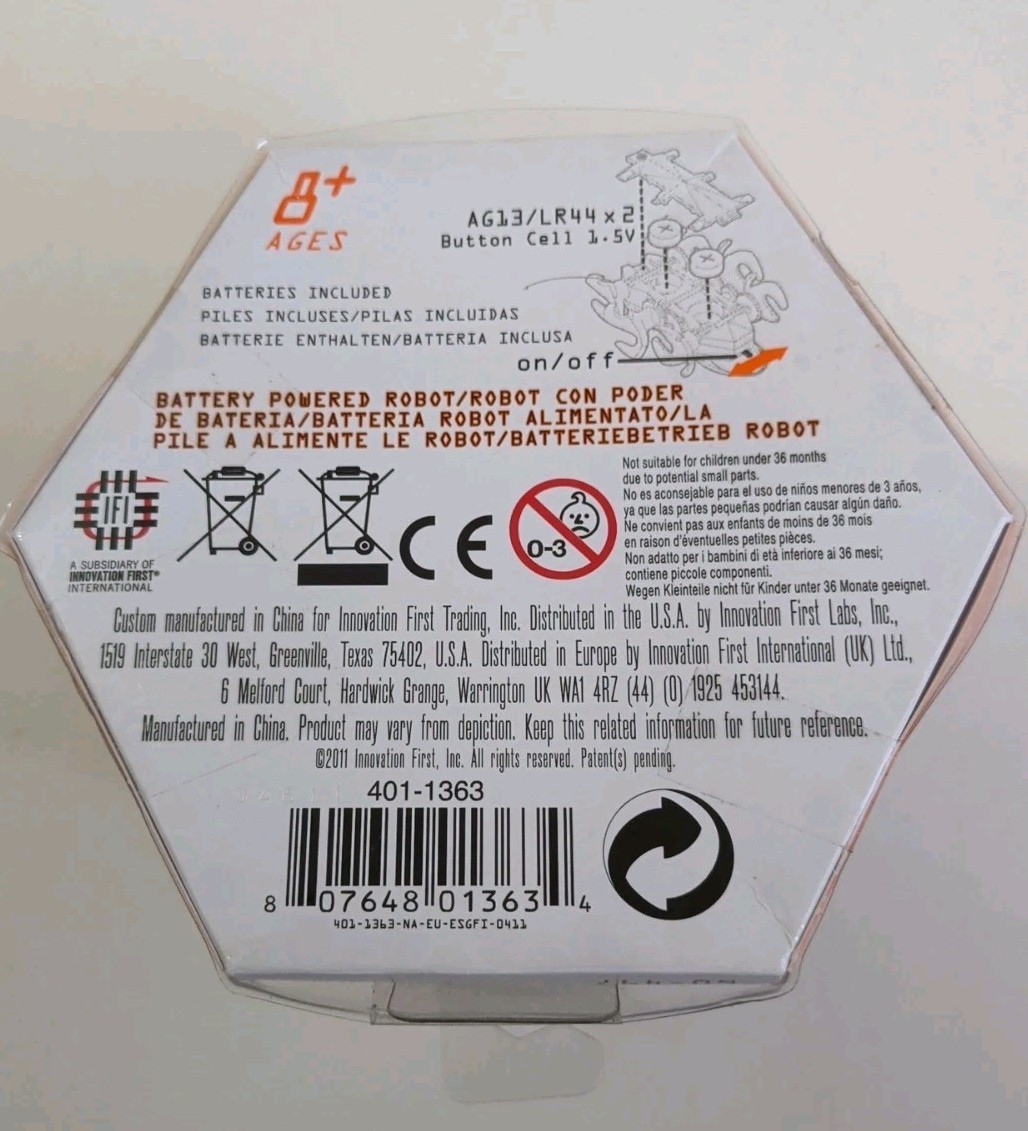 8+
AGES
AG13/LR44 x 2
Button Cell 1.5V
BATTERIES INCLUDED
PILES INCLUSES/PILAS INCLUIDAS
BATTERIE ENTHALTEN/BATTERIA INCLUSA
on/off
BATTERY POWERED ROBOT/ROBOT CON PODER
DE BATERIA/BATTERIA ROBOT ALIMENTATO/LA
PILE A ALIMENTE LE ROBOT/BATTERIEBETRIEB ROBOT
IFI
A SUBSIDIARY OF
INNOVATION FIRST®
INTERNATIONAL
CE
0-3
Not suitable for children under 36 months
due to potential small parts.
No es aconsejable para el uso de niños menores de 3 años,
ya que las partes pequeñas podrían causar algún daño.
Ne convient pas aux enfants de moins de 36 mois
en raison d'éventuelles petites pièces.
Non adatto per i bambini di età inferiore ai 36 mesi;
contiene piccole componenti.
Wegen Kleinteile nicht für Kinder unter 36 Monate geeignet.
Custom manufactured in China for Innovation First Trading, Inc. Distributed in the U.S.A. by Innovation First Labs, Inc.,
1519 Interstate 30 West, Greenville, Texas 75402, U.S.A. Distributed in Europe by Innovation First International (UK) Ltd.,
6 Melford Court, Hardwick Grange, Warrington UK WA1 4RZ (44) (0) 1925 453144.
Manufactured in China. Product may vary from depiction. Keep this related information for future reference.
©2011 Innovation First, Inc. All rights reserved. Patent(s) pending.
401-1363
8 07648 01363 4
401-1363-NA-EU-ESGFI-0411